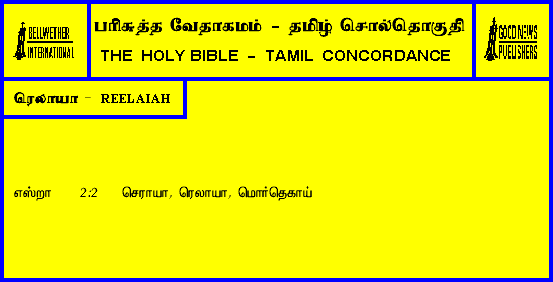 BELLWETHER
INTERNATIONAL
பரிசுத்த வேதாகமம் - தமிழ் சொல்தொகுதி
THE HOLY BIBLE - TAMIL CONCORDANCE
GOOD NEWS
PUBLISHERS
ரெலாயா - REELAIAH
எஸ்றா 2:2 செராயா, ரெலாயா, மொர்தெகாய்